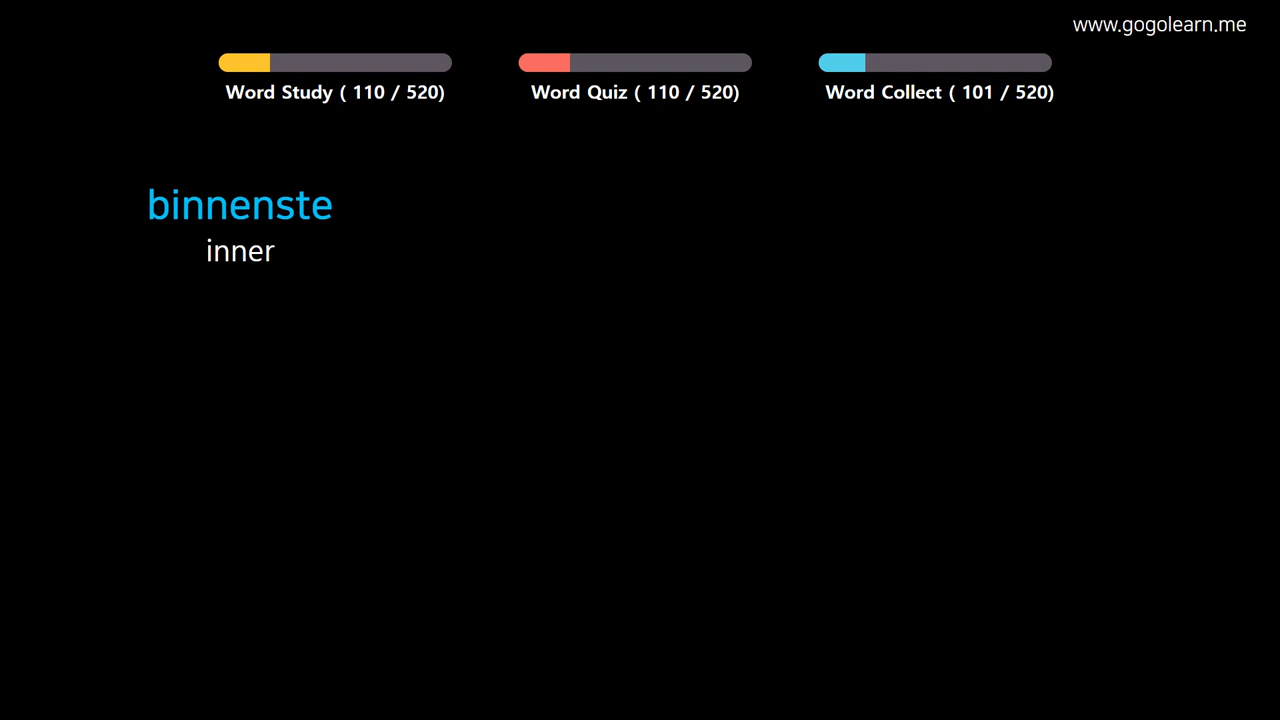 www.gogolearn.me
Word Study ( 110 / 520)
Word Quiz ( 110 / 520)
Word Collect ( 101 / 520)
binnenste
inner